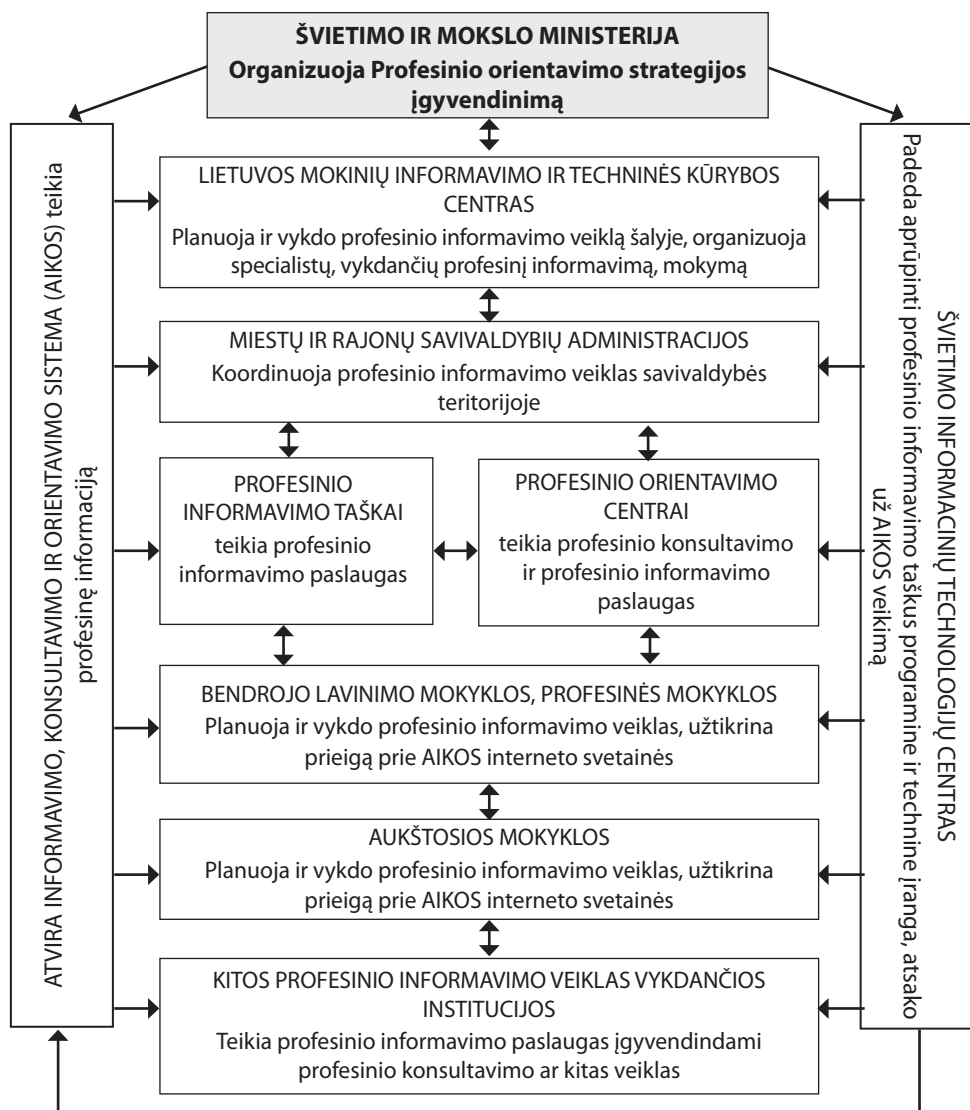 ŠVIETIMO IR MOKSLO MINISTERIJA
Organizuoja Profesinio orientavimo strategijos
įgyvendinimą
ATVIRA INFORMAVIMO, KONSULTAVIMO IR ORIENTAVIMO SISTEMA (AIKOS) teikia
profesinę informaciją
LIETUVOS MOKINIŲ INFORMAVIMO IR TECHNINĖS KŪRYBOS
CENTRAS
Planuoja ir vykdo profesinio informavimo veiklą šalyje, organizuoja
specialistų, vykdančių profesinį informavimą, mokymą
MIESTŲ IR RAJONŲ SAVIVALDYBIŲ ADMINISTRACIJOS
Koordinuoja profesinio informavimo veiklas savivaldybės
teritorijoje
PROFESINIO
INFORMAVIMO TAŠKAI
teikia profesinio
informavimo paslaugas
PROFESINIO ORIENTAVIMO
CENTRAI
teikia profesinio konsultavimo
ir profesinio informavimo
paslaugas
BENDROJO LAVINIMO MOKYKLOS, PROFESINĖS MOKYKLOS
Planuoja ir vykdo profesinio informavimo veiklas, užtikrina
prieigą prie AIKOS interneto svetainės
AUKŠTOSIOS MOKYKLOS
Planuoja ir vykdo profesinio informavimo veiklas, užtikrina
prieigą prie AIKOS interneto svetainės
KITOS PROFESINIO INFORMAVIMO VEIKLAS VYKDANČIOS
INSTITUCIJOS
Teikia profesinio informavimo paslaugas įgyvendindami
profesinio konsultavimo ar kitas veiklas
ŠVIETIMO INFORMACINIŲ TECHNOLOGIJŲ CENTRAS
Padeda aprūpinti profesinio informavimo taškus programine ir technine įranga, atsako
už AIKOS veikimą